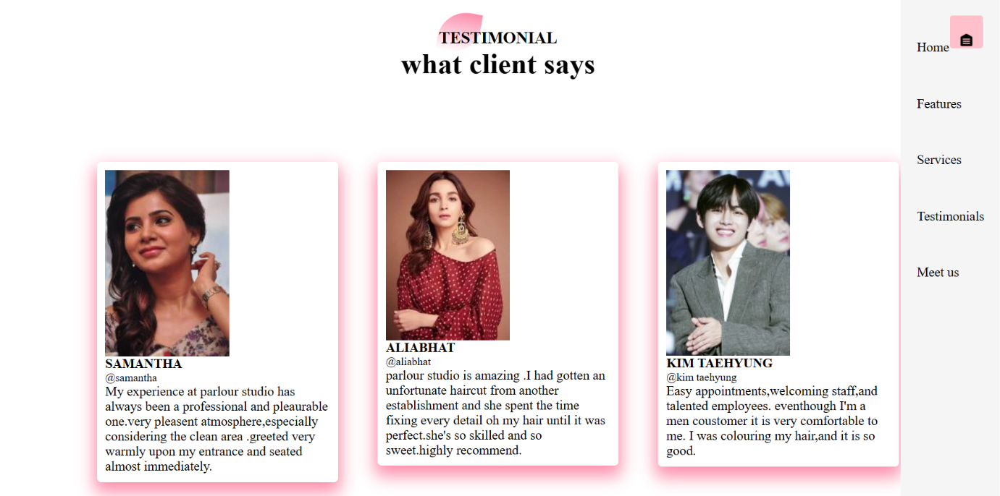 TESTIMONIAL
what client says
SAMANTHA
@samantha
My experience at parlour studio has
always been a professional and pleaurable
one.very pleasent atmosphere,especially
considering the clean area .greeted very
warmly upon my entrance and seated
almost immediately.
ALIABHAT
@aliabhat
parlour studio is amazing .I had gotten an
unfortunate haircut from another
establishment and she spent the time
fixing every detail oh my hair until it was
perfect.she's so skilled and so
sweet.highly recommend.
KIM TAEHYUNG
@kim taehyung
Easy appointments,welcoming staff,and
talented employees. eventhough I'm a
men coustomer it is very comfortable to
me. I was colouring my hair,and it is so
good.
Home
Features
Services
Testimonials
Meet us